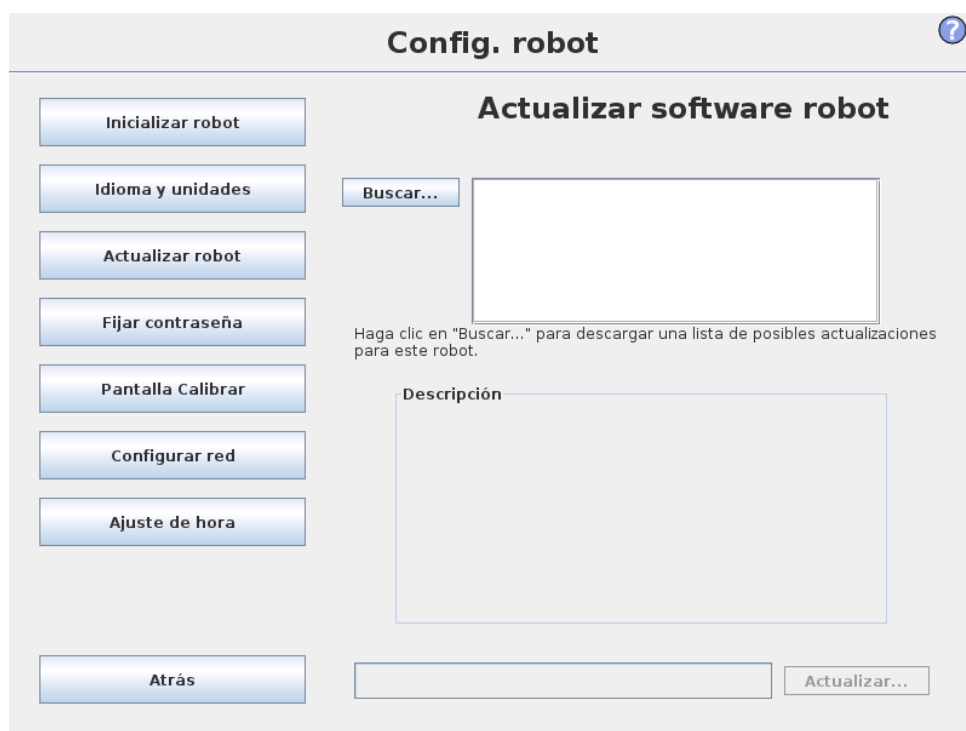 Config. robot
?
Inicializar robot
Idioma y unidades
Actualizar robot
Fijar contraseña
Pantalla Calibrar
Configurar red
Ajuste de hora
Atrás
Actualizar software robot
Buscar...
Haga clic en "Buscar..." para descargar una lista de posibles actualizaciones
para este robot.
Descripción
Actualizar...